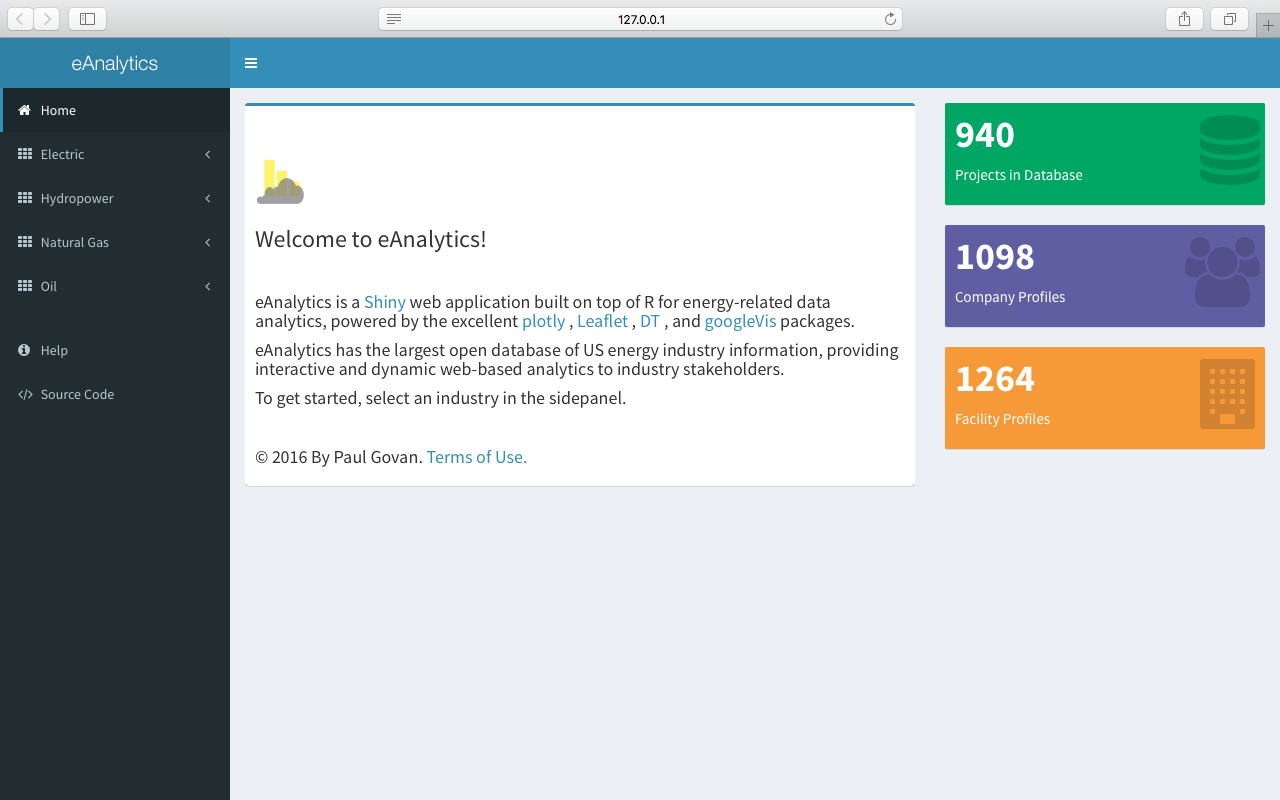 127.0.0.1
eAnalytics
Home
Electric
Hydropower
Natural Gas
Oil
Help
Source Code
Welcome to eAnalytics!
eAnalytics is a Shiny web application built on top of R for energy-related data
analytics, powered by the excellent plotly , Leaflet , DT , and googleVis packages.
eAnalytics has the largest open database of US energy industry information, providing
interactive and dynamic web-based analytics to industry stakeholders.
To get started, select an industry in the sidepanel.
© 2016 By Paul Govan. Terms of Use.
940
Projects in Database
1098
Company Profiles
1264
Facility Profiles